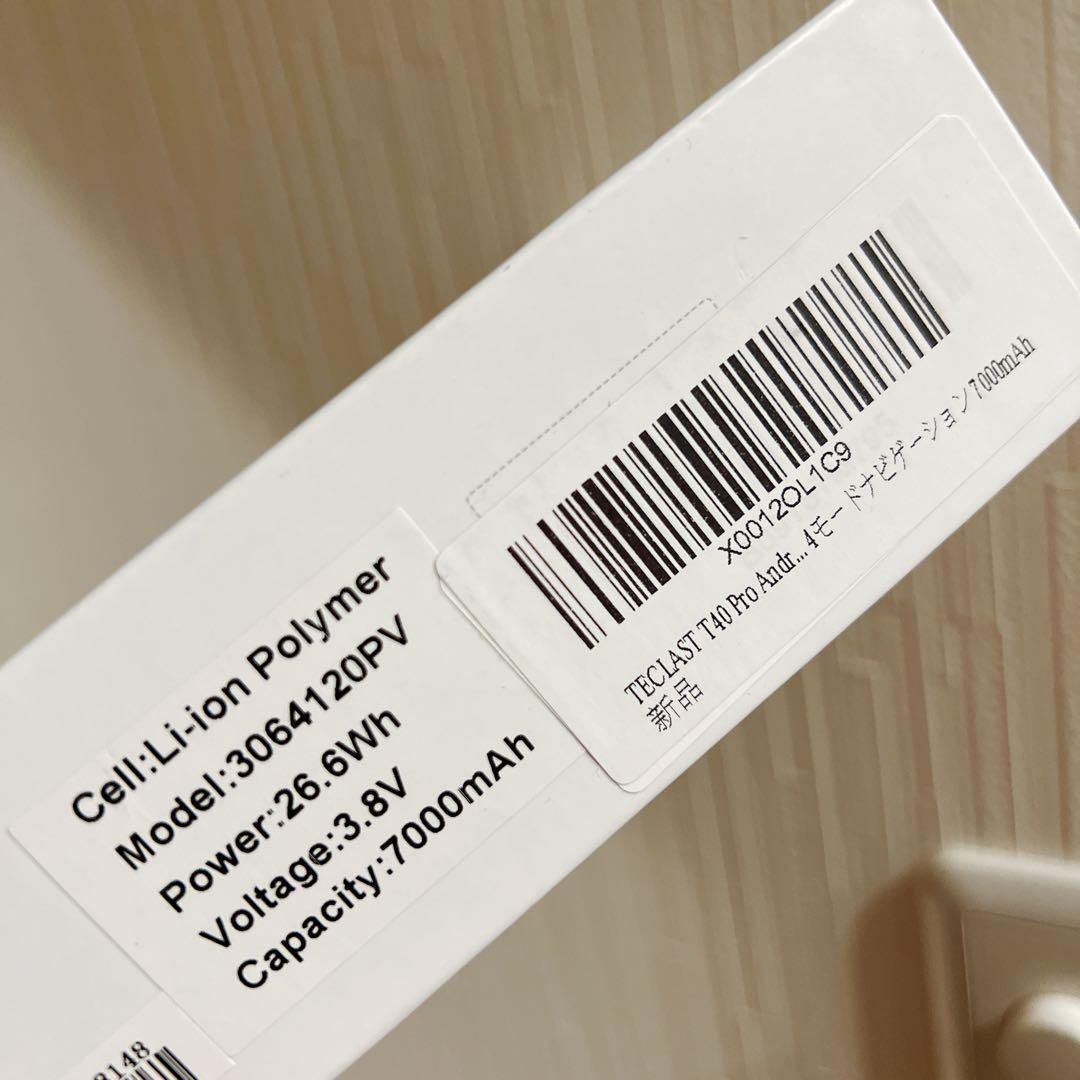 X0012OL1C9
TECLAST T40 Pro Andr...4モードナビゲーション7000mAh
新品
Cell:Li-ion Polymer
Model:3064120PV
Power:26.6Wh
Voltage:3.8V
Capacity:7000mAh